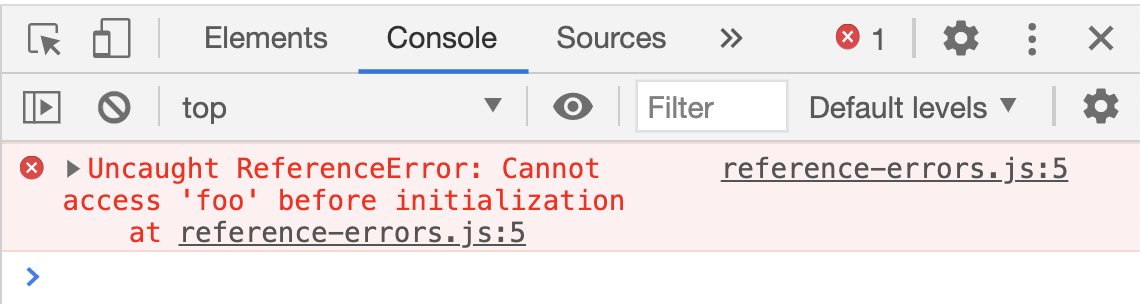 Elements Console Sources » 1
top Filter Default levels
Uncaught ReferenceError: Cannot reference-errors.js:5
access 'foo' before initialization
at reference-errors.js:5